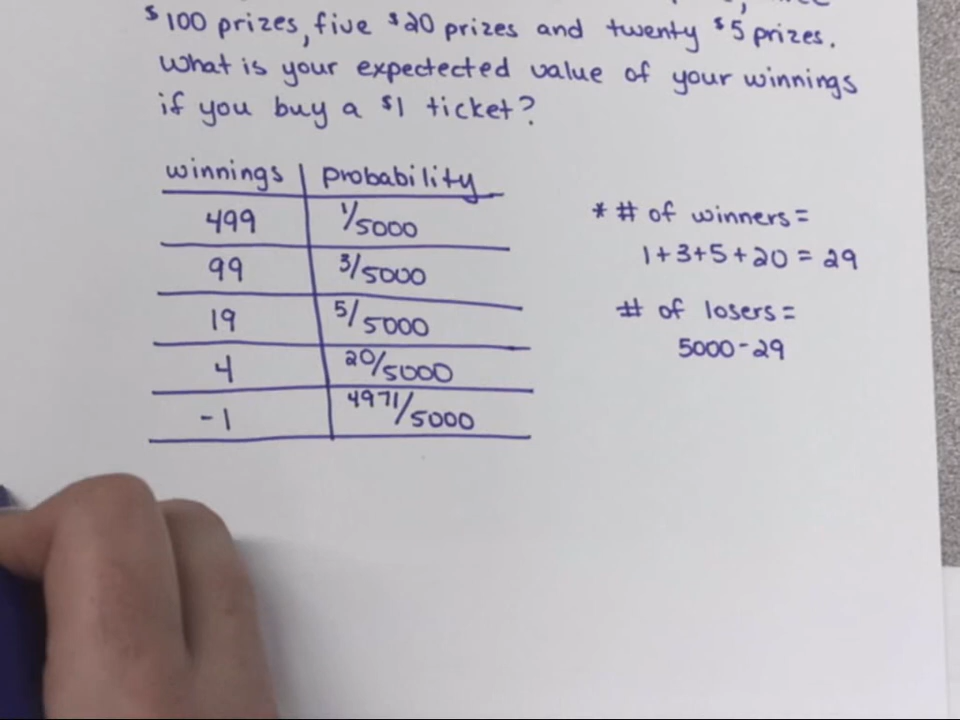 $100 prizes, five $20 prizes and twenty $5 prizes.
What is your expectected value of your winnings
if you buy a $1 ticket?
winnings | probability
499 | 1/5000
99 | 3/5000
19 | 5/5000
4 | 20/5000
-1 | 4971/5000
* # of winners =
1+3+5+20 = 29
# of losers =
5000-29